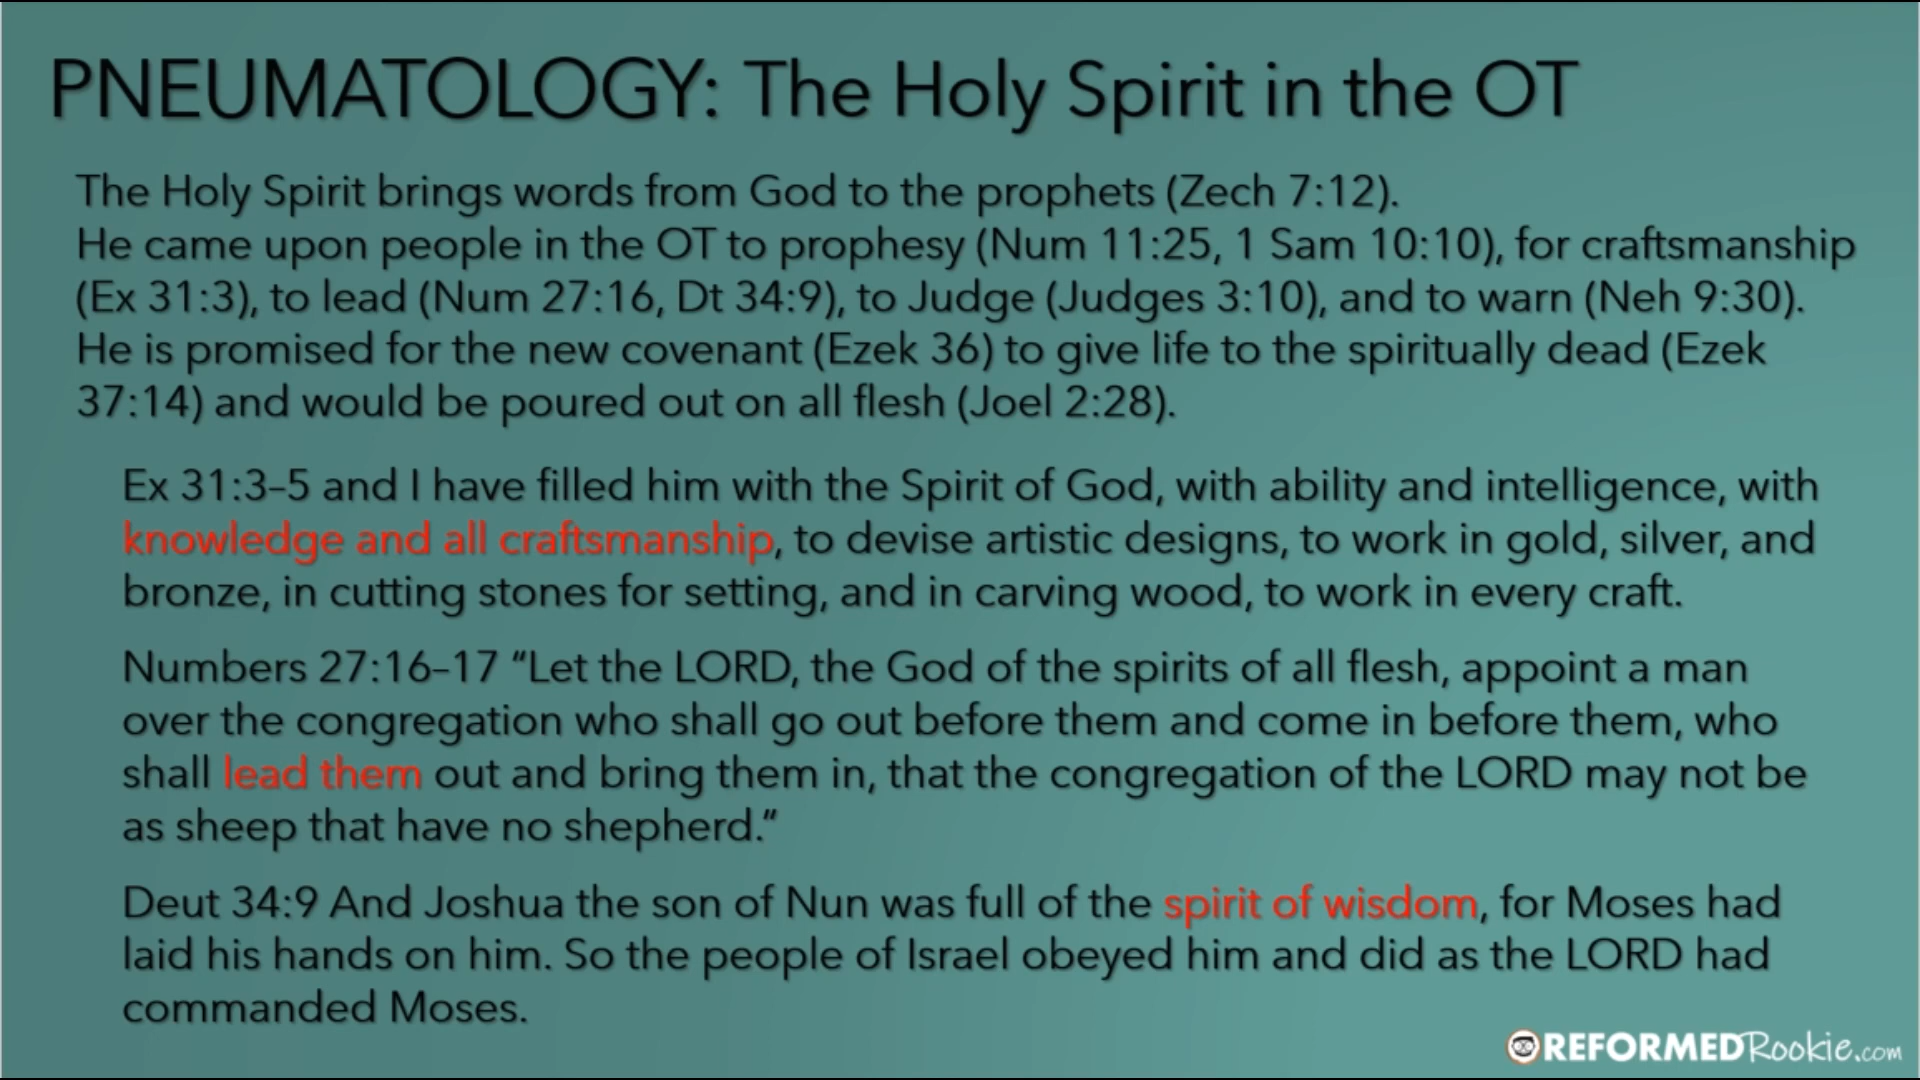 PNEUMATOLOGY: The Holy Spirit in the OT
The Holy Spirit brings words from God to the prophets (Zech 7:12).
He came upon people in the OT to prophesy (Num 11:25, 1 Sam 10:10), for craftsmanship
(Ex 31:3), to lead (Num 27:16, Dt 34:9), to Judge (Judges 3:10), and to warn (Neh 9:30).
He is promised for the new covenant (Ezek 36) to give life to the spiritually dead (Ezek
37:14) and would be poured out on all flesh (Joel 2:28).
Ex 31:3–5 and I have filled him with the Spirit of God, with ability and intelligence, with
knowledge and all craftsmanship, to devise artistic designs, to work in gold, silver, and
bronze, in cutting stones for setting, and in carving wood, to work in every craft.
Numbers 27:16–17 “Let the LORD, the God of the spirits of all flesh, appoint a man
over the congregation who shall go out before them and come in before them, who
shall lead them out and bring them in, that the congregation of the LORD may not be
as sheep that have no shepherd.”
Deut 34:9 And Joshua the son of Nun was full of the spirit of wisdom, for Moses had
laid his hands on him. So the people of Israel obeyed him and did as the LORD had
commanded Moses.
REFORMEDRookie.com